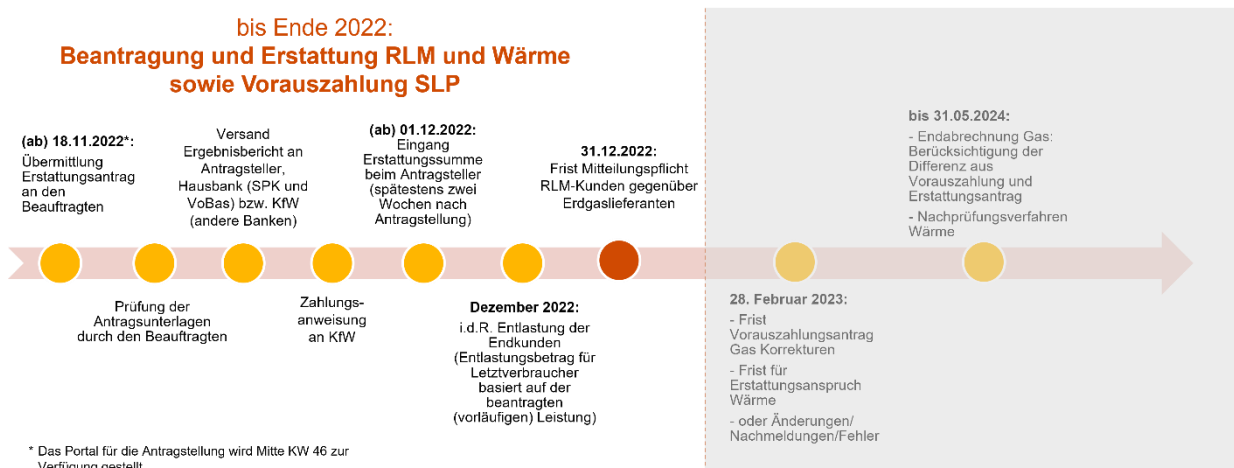 bis Ende 2022:
Beantragung und Erstattung RLM und Wärme
sowie Vorauszahlung SLP
(ab) 18.11.2022*:
Übermittlung
Erstattungsantrag
an den
Beauftragten
Versand
Ergebnisbericht an
Antragsteller,
Hausbank (SPK und
VoBas) bzw. KfW
(andere Banken)
(ab) 01.12.2022:
Eingang
Erstattungssumme
beim Antragsteller
(spätestens zwei
Wochen nach
Antragstellung)
31.12.2022:
Frist Mitteilungspflicht
RLM-Kunden gegenüber
Erdgaslieferanten
bis 31.05.2024:
- Endabrechnung Gas:
Berücksichtigung der
Differenz aus
Vorauszahlung und
Erstattungsantrag
- Nachprüfungsverfahren
Wärme
Prüfung der
Antragsunterlagen
durch den Beauftragten
Zahlungs-
anweisung
an KfW
Dezember 2022:
i.d.R. Entlastung der
Endkunden
(Entlastungsbetrag für
Letztverbraucher
basiert auf der
beantragten
(vorläufigen) Leistung)
28. Februar 2023:
- Frist
Vorauszahlungsantrag
Gas Korrekturen
- Frist für
Erstattungsanspruch
Wärme
- oder Änderungen/
Nachmeldungen/Fehler
* Das Portal für die Antragstellung wird Mitte KW 46 zur
Verfügung gestellt